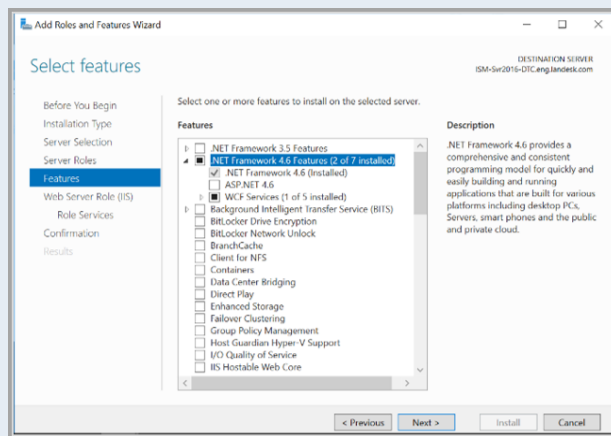 Add Roles and Features Wizard
Select features
DESTINATION SERVER
ISM-Svr2016-DTC.eng.landesk.com
Before You Begin
Installation Type
Server Selection
Server Roles
Features
Web Server Role (IIS)
Role Services
Confirmation
Results
Select one or more features to install on the selected server.
Features
.NET Framework 3.5 Features
.NET Framework 4.6 Features (2 of 7 installed)
.NET Framework 4.6 (Installed)
ASP.NET 4.6
WCF Services (1 of 5 installed)
Background Intelligent Transfer Service (BITS)
BitLocker Drive Encryption
BitLocker Network Unlock
BranchCache
Client for NFS
Containers
Data Center Bridging
Direct Play
Enhanced Storage
Failover Clustering
Group Policy Management
Host Guardian Hyper-V Support
I/O Quality of Service
IIS Hostable Web Core
Description
.NET Framework 4.6 provides a
comprehensive and consistent
programming model for quickly and
easily building and running
applications that are built for various
platforms including desktop PCs,
Servers, smart phones and the public
and private cloud.
< Previous
Next >
Install
Cancel